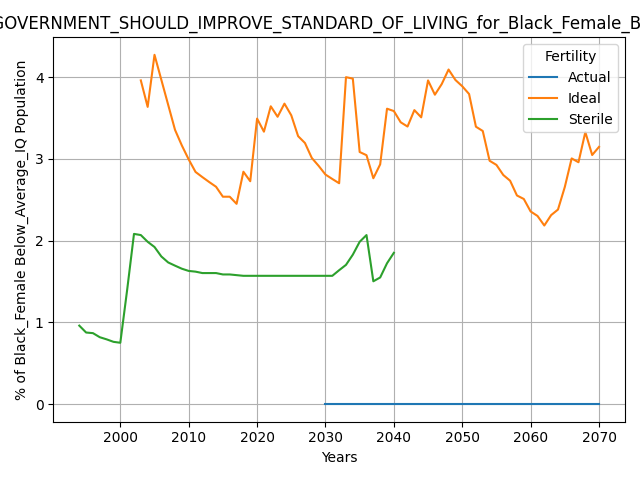 GOVERNMENT_SHOULD_IMPROVE_STANDARD_OF_LIVING_for_Black_Female_B
% of Black_Female Below_Average_IQ Population
4
3
2
1
0
Fertility
Actual
Ideal
Sterile
2000 2010 2020 2030 2040 2050 2060 2070
Years